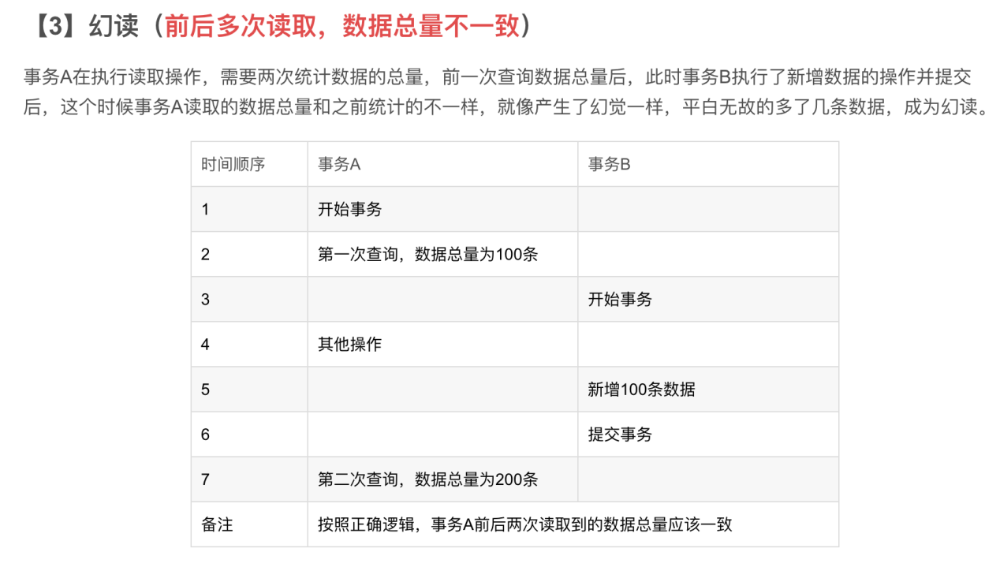 【3】幻读（前后多次读取，数据总量不一致）
事务A在执行读取操作，需要两次统计数据的总量，前一次查询数据总量后，此时事务B执行了新增数据的操作并提交
后，这个时候事务A读取的数据总量和之前统计的不一样，就像产生了幻觉一样，平白无故的多了几条数据，成为幻读。
时间顺序 事务A 事务B
1 开始事务
2 第一次查询，数据总量为100条
3 开始事务
4 其他操作
5 新增100条数据
6 提交事务
7 第二次查询，数据总量为200条
备注 按照正确逻辑，事务A前后两次读取到的数据总量应该一致